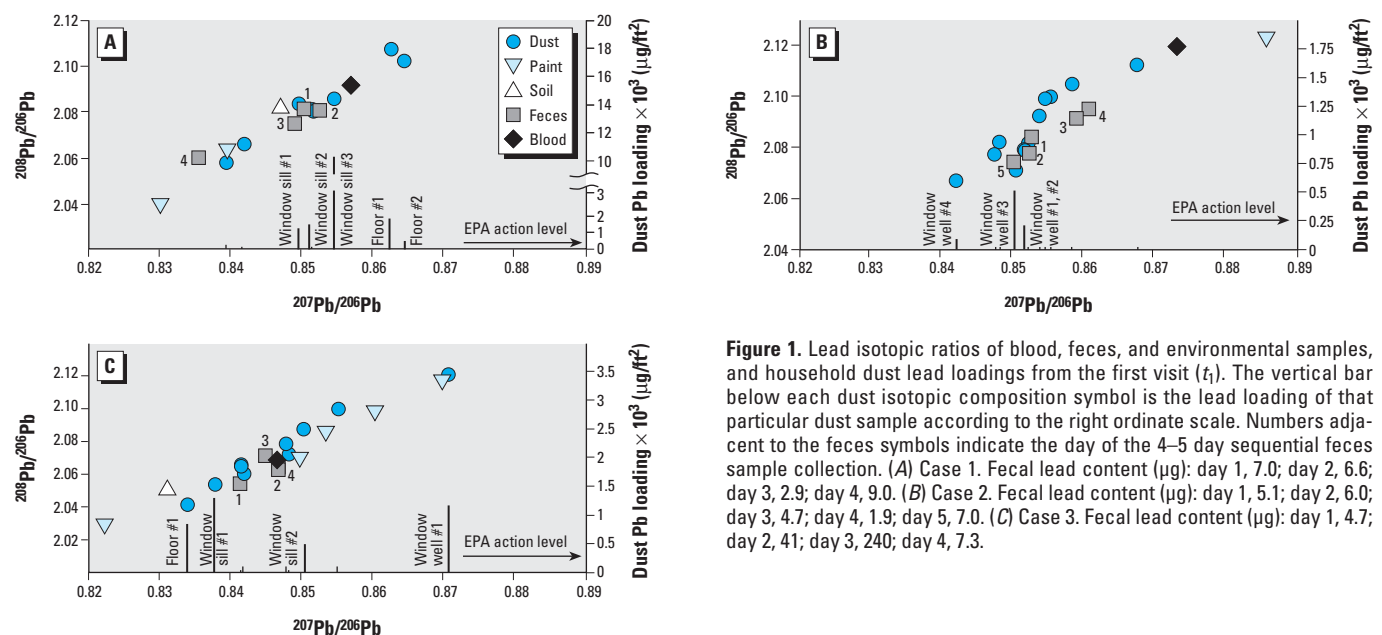 A
2.12
2.10
2.08
2.06
2.04
²⁰⁸Pb/²⁰⁶Pb
20
18
16
14
12
10
3
2
1
0
Dust Pb loading × 10³ (µg/ft²)
Dust
Paint
Soil
Feces
Blood
1
2
3
4
Window sill #1
Window sill #2
Window sill #3
Floor #1
Floor #2
EPA action level
0.82 0.83 0.84 0.85 0.86 0.87 0.88 0.89
²⁰⁷Pb/²⁰⁶Pb
B
2.12
2.10
2.08
2.06
2.04
²⁰⁸Pb/²⁰⁶Pb
1.75
1.5
1.25
1
0.75
0.5
0.25
0
Dust Pb loading × 10³ (µg/ft²)
4
3
1
2
5
Window
well #4
Window
well #3
Window
well #1, #2
EPA action level
0.82 0.83 0.84 0.85 0.86 0.87 0.88 0.89
²⁰⁷Pb/²⁰⁶Pb
C
2.12
2.10
2.08
2.06
2.04
2.02
²⁰⁸Pb/²⁰⁶Pb
3.5
3
2.5
2
1.5
1
0.5
0
Dust Pb loading × 10³ (µg/ft²)
3
4
2
1
Floor #1
Window
sill #1
Window
sill #2
Window
well #1
EPA action level
0.82 0.83 0.84 0.85 0.86 0.87 0.88 0.89
²⁰⁷Pb/²⁰⁶Pb
Figure 1. Lead isotopic ratios of blood, feces, and environmental samples,
and household dust lead loadings from the first visit (t₁). The vertical bar
below each dust isotopic composition symbol is the lead loading of that
particular dust sample according to the right ordinate scale. Numbers adja-
cent to the feces symbols indicate the day of the 4–5 day sequential feces
sample collection. (A) Case 1. Fecal lead content (µg): day 1, 7.0; day 2, 6.6;
day 3, 2.9; day 4, 9.0. (B) Case 2. Fecal lead content (µg): day 1, 5.1; day 2, 6.0;
day 3, 4.7; day 4, 1.9; day 5, 7.0. (C) Case 3. Fecal lead content (µg): day 1, 4.7;
day 2, 41; day 3, 240; day 4, 7.3.